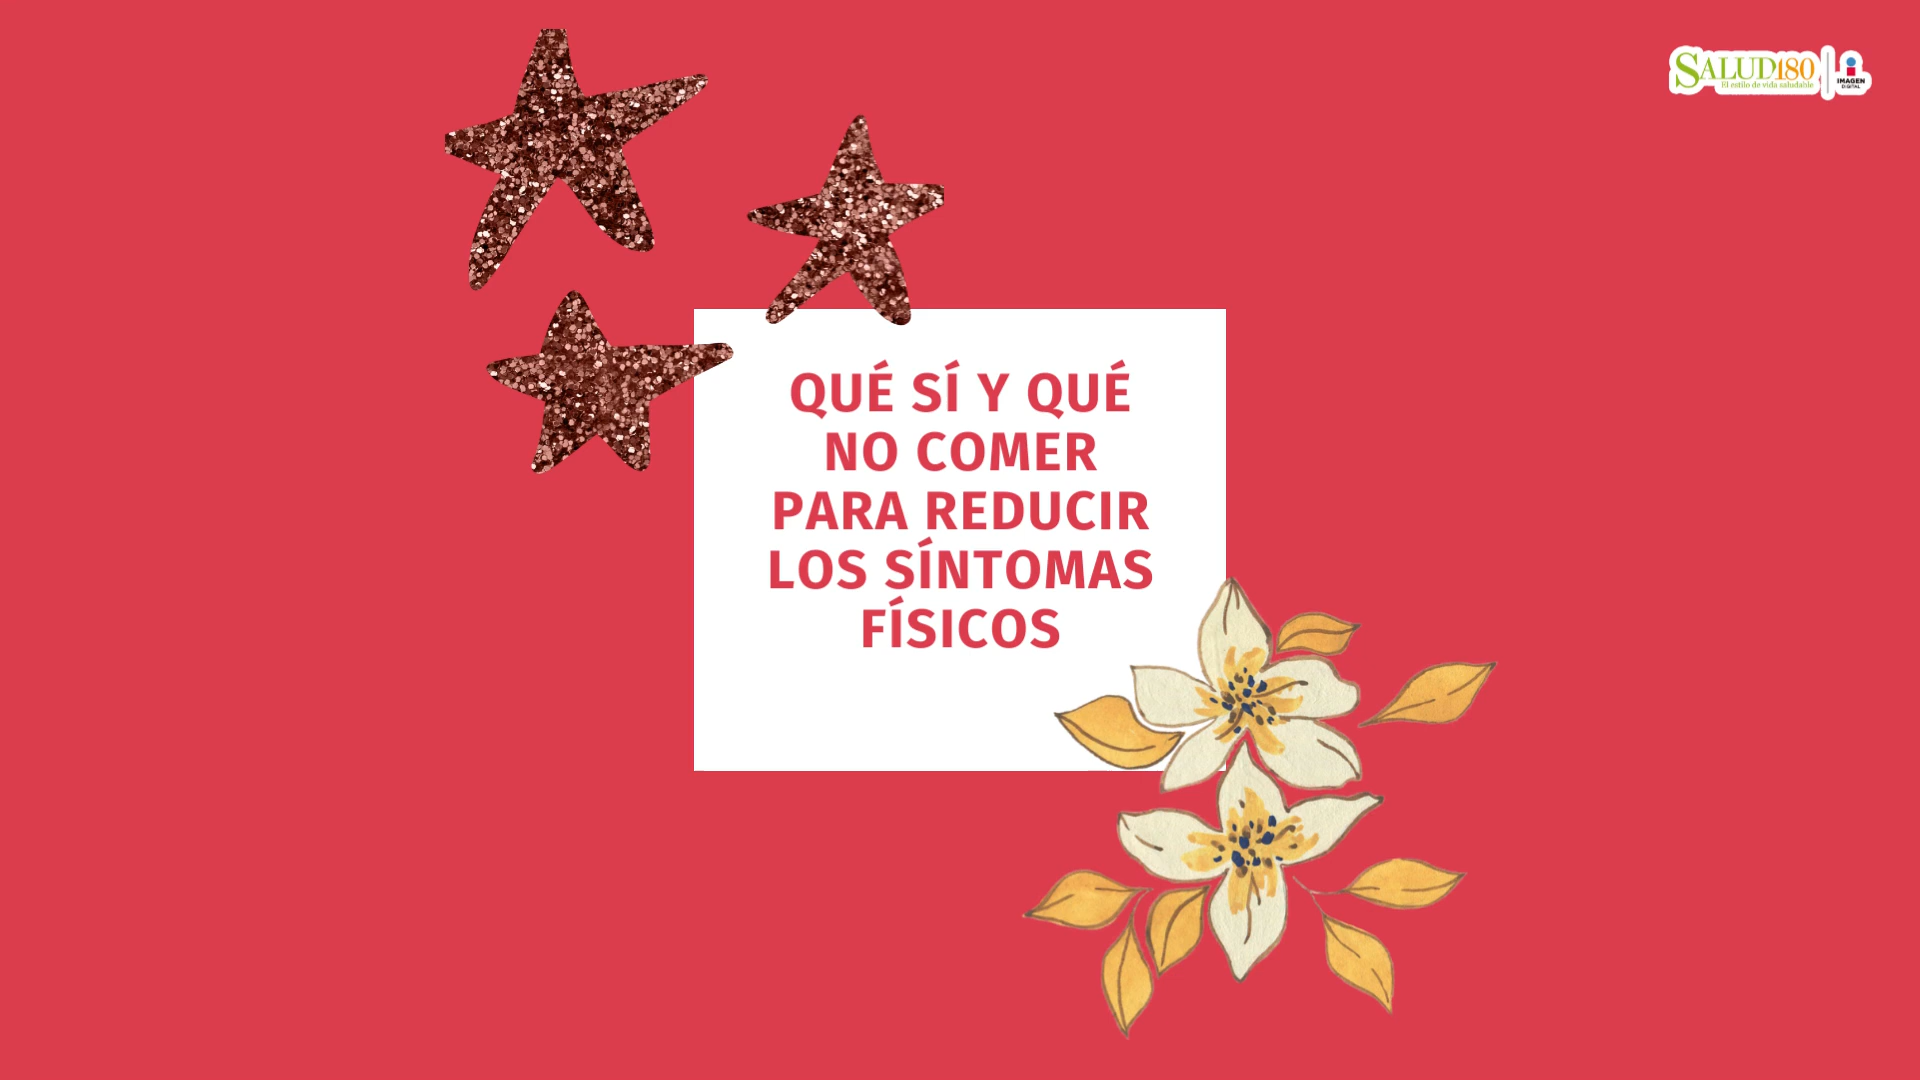 SALUD180
El estilo de vida saludable
IMAGEN
DIGITAL
QUÉ SÍ Y QUÉ
NO COMER
PARA REDUCIR
LOS SÍNTOMAS
FÍSICOS